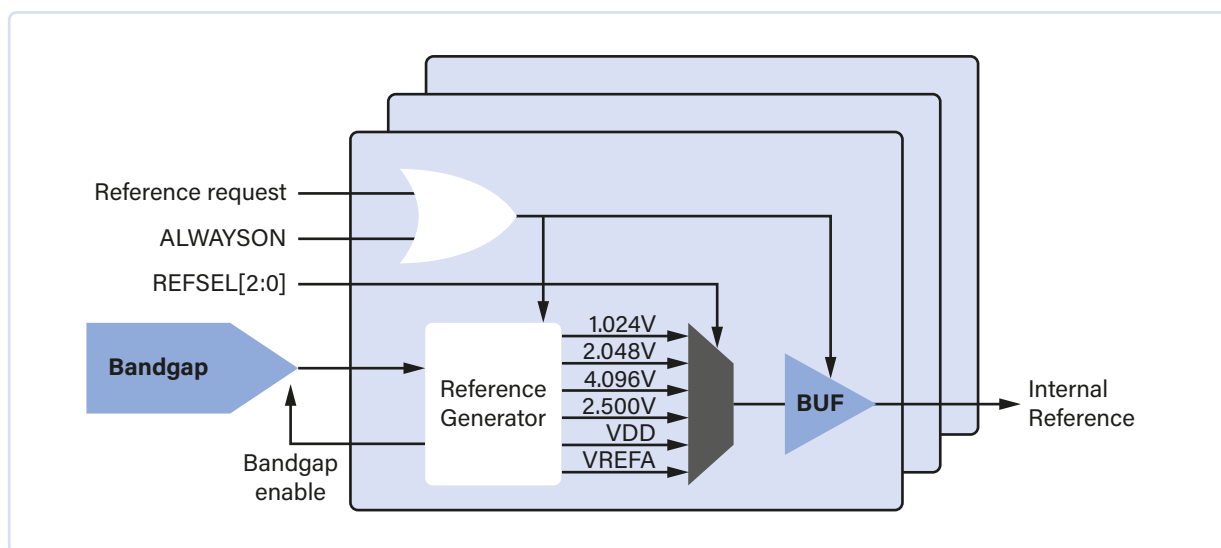 Reference request
ALWAYSON
REFSEL[2:0]
Bandgap
Bandgap
enable
Reference
Generator
1.024V
2.048V
4.096V
2.500V
VDD
VREFA
BUF
Internal
Reference